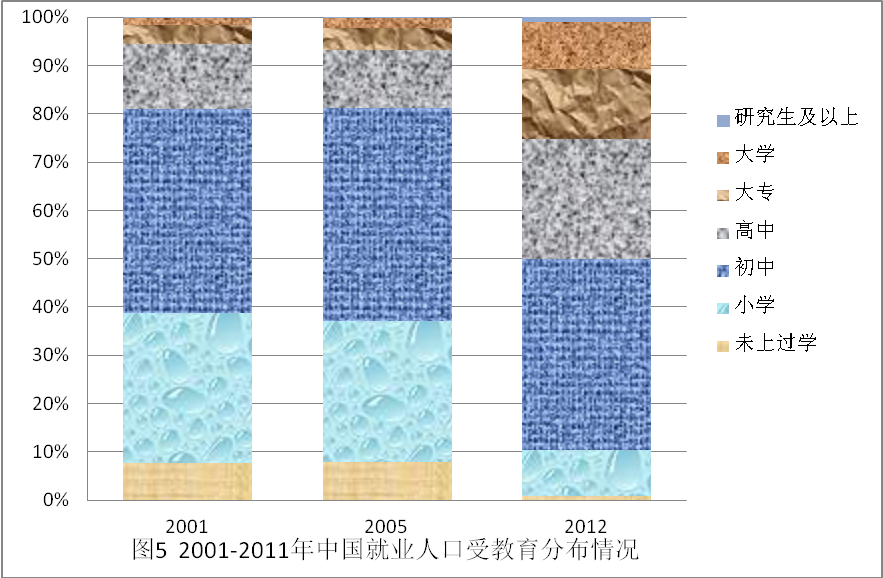 100%
90%
80%
70%
60%
50%
40%
30%
20%
10%
0%
2001 2005 2012
研究生及以上
大学
大专
高中
初中
小学
未上过学
图5 2001-2011年中国就业人口受教育分布情况